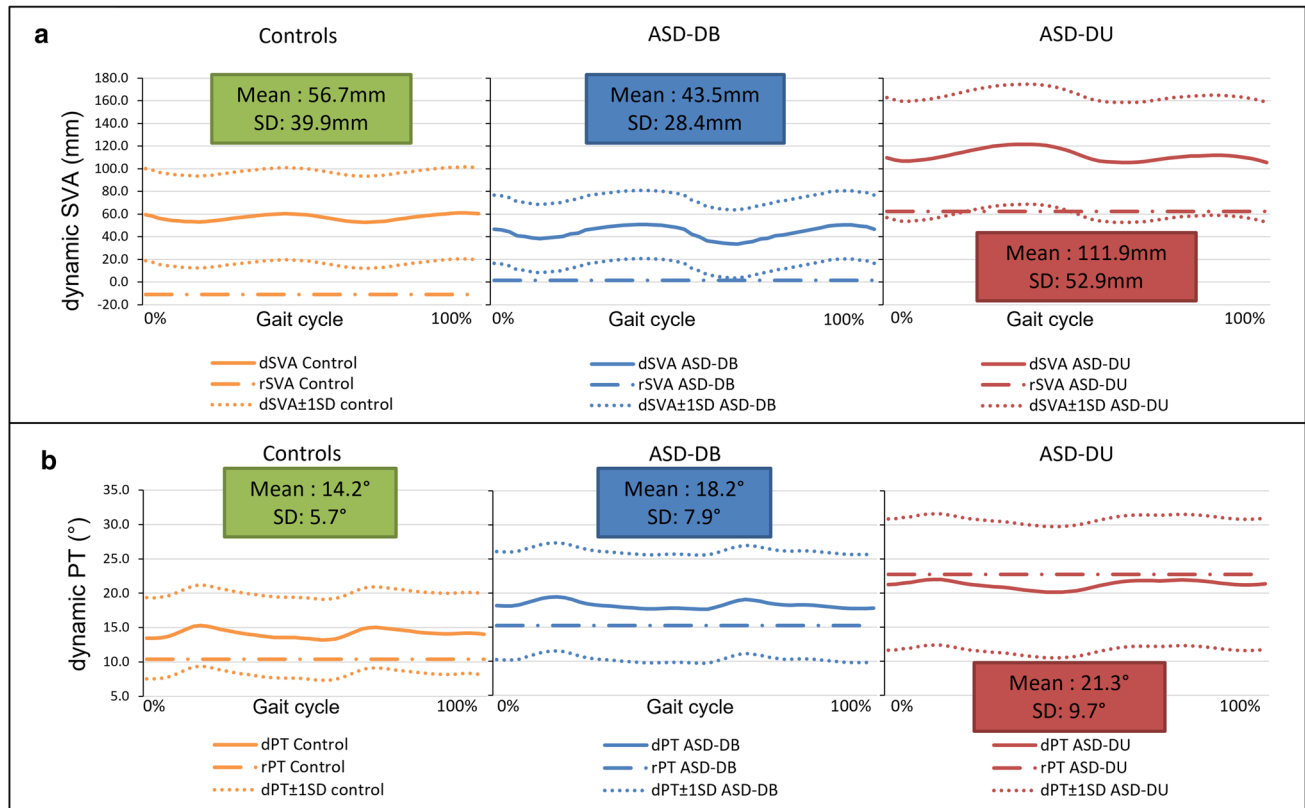 a
Controls
ASD-DB
ASD-DU
dynamic SVA (mm)
180.0
160.0
140.0
120.0
100.0
80.0
60.0
40.0
20.0
0.0
-20.0
Mean : 56.7mm
SD: 39.9mm
Mean : 43.5mm
SD: 28.4mm
Mean : 111.9mm
SD: 52.9mm
0% Gait cycle 100%
0% Gait cycle 100%
0% Gait cycle 100%
dSVA Control
rSVA Control
dSVA±1SD control
dSVA ASD-DB
rSVA ASD-DB
dSVA±1SD ASD-DB
dSVA ASD-DU
rSVA ASD-DU
dSVA±1SD ASD-DU
b
Controls
ASD-DB
ASD-DU
dynamic PT (°)
35.0
30.0
25.0
20.0
15.0
10.0
5.0
Mean : 14.2°
SD: 5.7°
Mean : 18.2°
SD: 7.9°
Mean : 21.3°
SD: 9.7°
0% Gait cycle 100%
0% Gait cycle 100%
0% Gait cycle 100%
dPT Control
rPT Control
dPT±1SD control
dPT ASD-DB
rPT ASD-DB
dPT±1SD ASD-DB
dPT ASD-DU
rPT ASD-DU
dPT±1SD ASD-DU